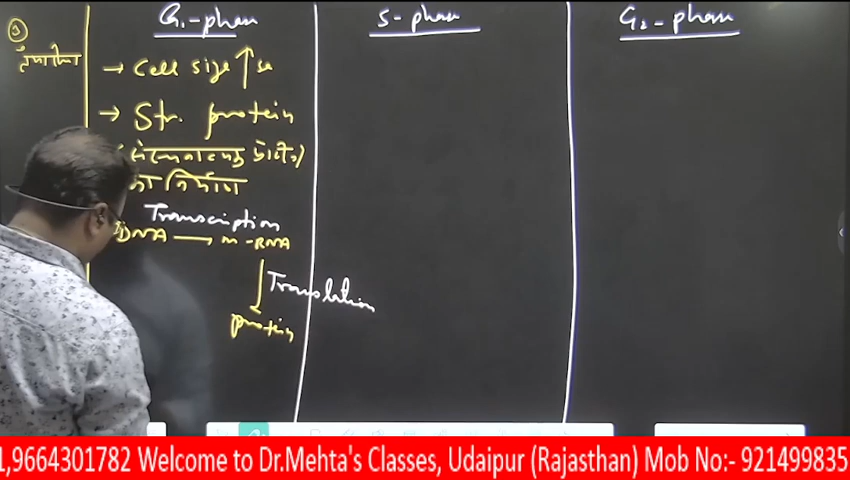 G₁-phase
S-phase
G₂-phase
→ Cell size ↑se
→ Str. protein
(संरचनात्मक प्रोटीन)
का निर्माण
Transcription
DNA → m-RNA
Translation
protein
1,9664301782 Welcome to Dr.Mehta's Classes, Udaipur (Rajasthan) Mob No:- 921499835